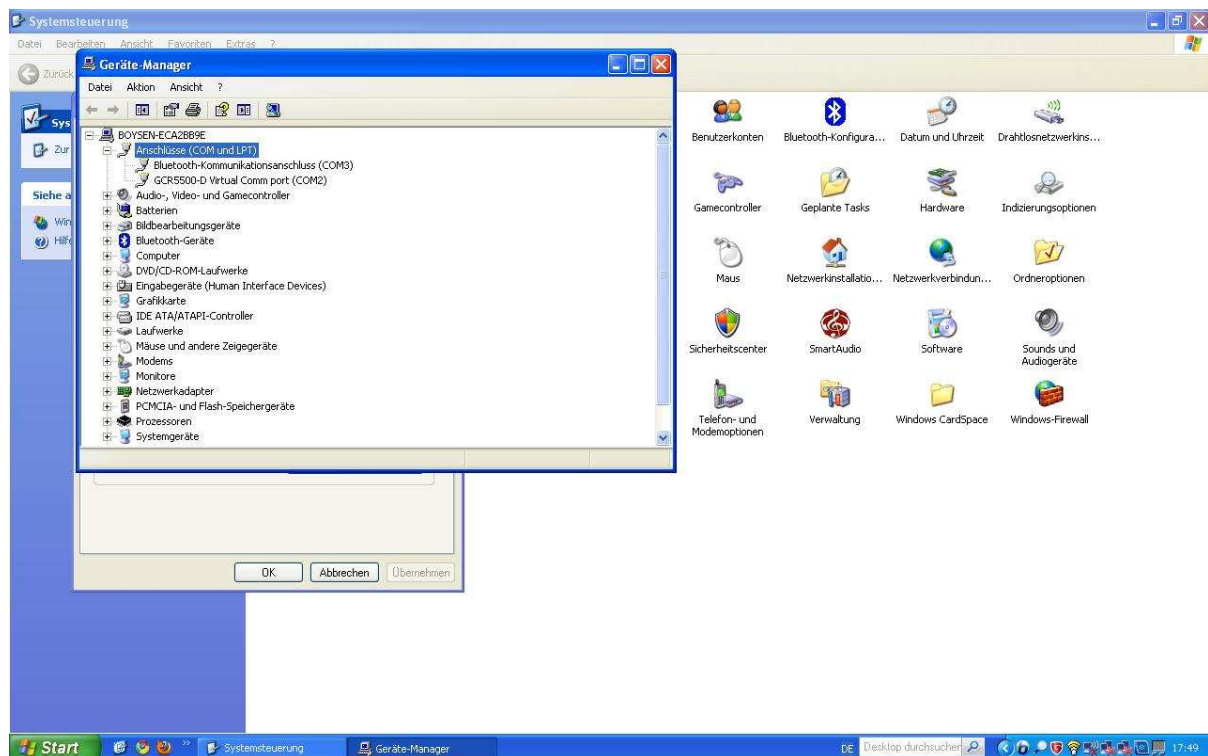 Systemsteuerung
Datei Bearbeiten Ansicht Favoriten Extras ?
Zurück
Geräte-Manager
Datei Aktion Ansicht ?
BOYSEN-ECA2BB9E
Anschlüsse (COM und LPT)
Bluetooth-Kommunikationsanschluss (COM3)
GCR5500-D Virtual Comm port (COM2)
Audio-, Video- und Gamecontroller
Batterien
Bildbearbeitungsgeräte
Bluetooth-Geräte
Computer
DVD/CD-ROM-Laufwerke
Eingabegeräte (Human Interface Devices)
Grafikkarte
IDE ATA/ATAPI-Controller
Laufwerke
Mäuse und andere Zeigegeräte
Modems
Monitore
Netzwerkadapter
PCMCIA- und Flash-Speichergeräte
Prozessoren
Systemgeräte
Sys
Zur
Siehe a
Win
Hilfe
OK Abbrechen Übernehmen
Benutzerkonten Bluetooth-Konfigura... Datum und Uhrzeit Drahtlosnetzwerkins...
Gamecontroller Geplante Tasks Hardware Indizierungsoptionen
Maus Netzwerkinstallatio... Netzwerkverbindun... Ordneroptionen
Sicherheitscenter SmartAudio Software Sounds und
Audiogeräte
Telefon- und Verwaltung Windows CardSpace Windows-Firewall
Modemoptionen
Start Systemsteuerung Geräte-Manager DE Desktop durchsuchen 17:49